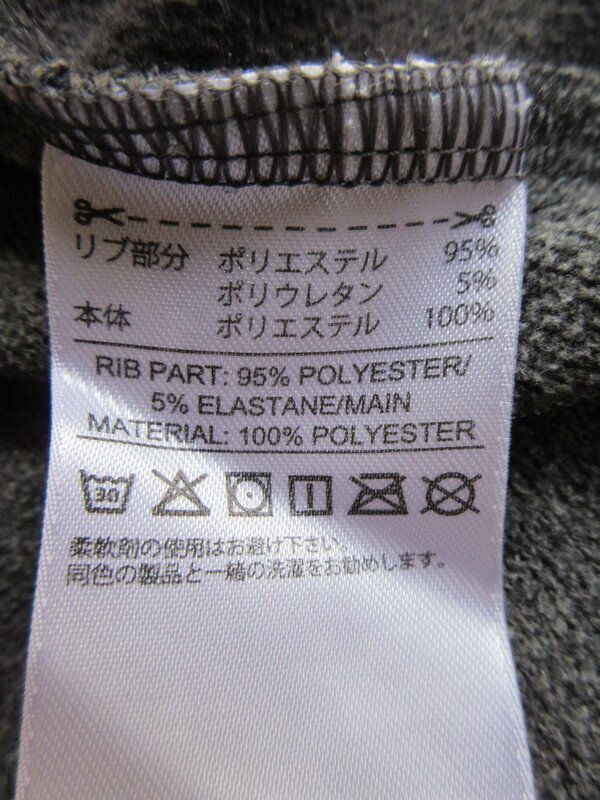 リブ部分 ポリエステル 95%
ポリウレタン 5%
本体 ポリエステル 100%
RIB PART: 95% POLYESTER/
5% ELASTANE/MAIN
MATERIAL: 100% POLYESTER
30
柔軟剤の使用はお避け下さい。
同色の製品と一緒の洗濯をお勧めします。